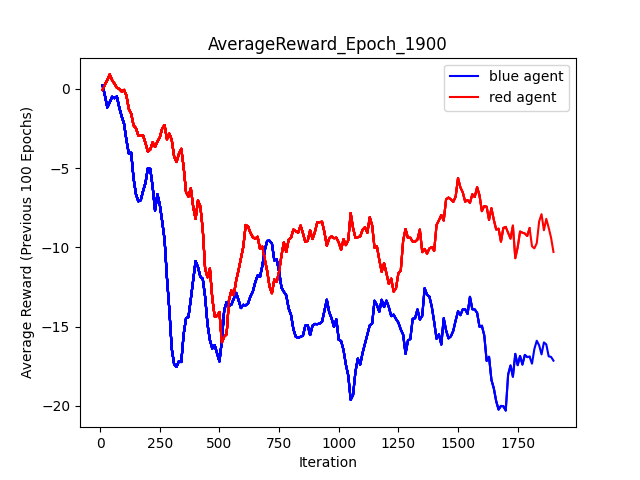 AverageReward_Epoch_1900
blue agent
red agent
Average Reward (Previous 100 Epochs)
0
−5
−10
−15
−20
0 250 500 750 1000 1250 1500 1750
Iteration